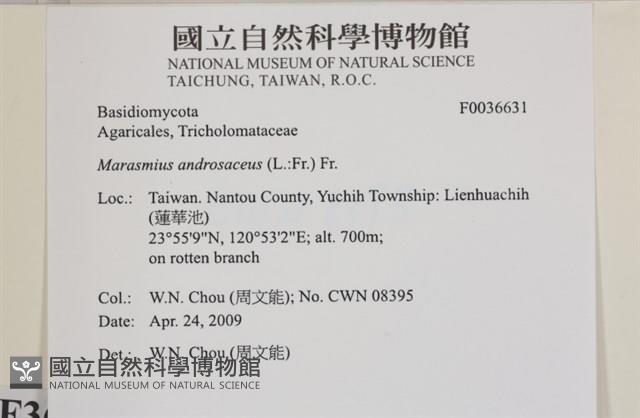 國立自然科學博物館
NATIONAL MUSEUM OF NATURAL SCIENCE
TAICHUNG, TAIWAN, R.O.C.
Basidiomycota F0036631
Agaricales, Tricholomataceae
Marasmius androsaceus (L.:Fr.) Fr.
Loc.: Taiwan. Nantou County, Yuchih Township: Lienhuachih
(蓮華池)
23°55'9"N, 120°53'2"E; alt. 700m;
on rotten branch
Col.: W.N. Chou (周文能); No. CWN 08395
Date: Apr. 24, 2009
Det.: W.N. Chou (周文能)
國立自然科學博物館
NATIONAL MUSEUM OF NATURAL SCIENCE